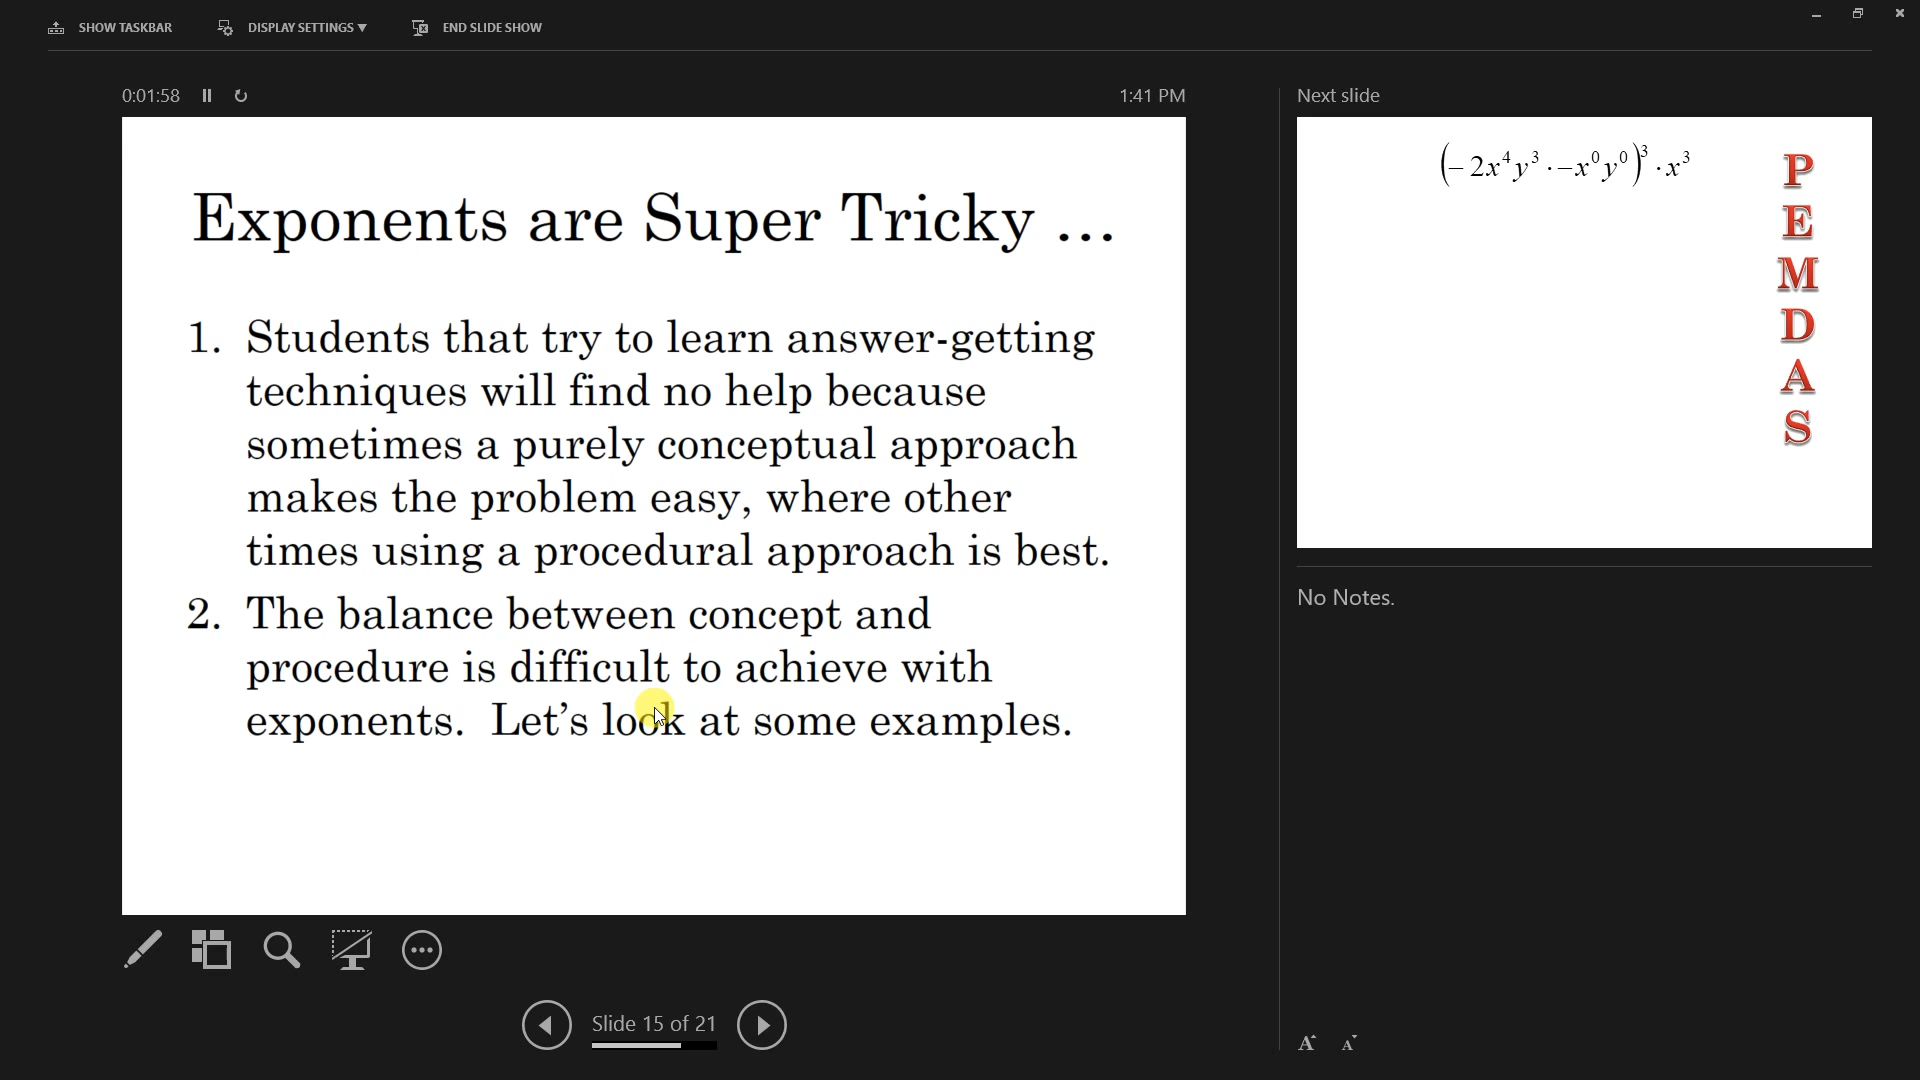 SHOW TASKBAR DISPLAY SETTINGS ▼ END SLIDE SHOW
0:01:58 1:41 PM
Exponents are Super Tricky …
1. Students that try to learn answer-getting
techniques will find no help because
sometimes a purely conceptual approach
makes the problem easy, where other
times using a procedural approach is best.
2. The balance between concept and
procedure is difficult to achieve with
exponents. Let’s look at some examples.
Slide 15 of 21
Next slide
(−2x⁴y³ · −x⁰y⁰)³ · x³
P
E
M
D
A
S
No Notes.
A A